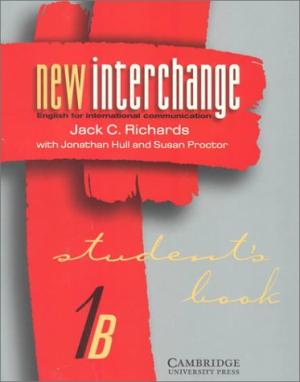 new interchange
English for international communication
Jack C. Richards
with Jonathan Hull and Susan Proctor
student's
book
1B
CAMBRIDGE
UNIVERSITY PRESS